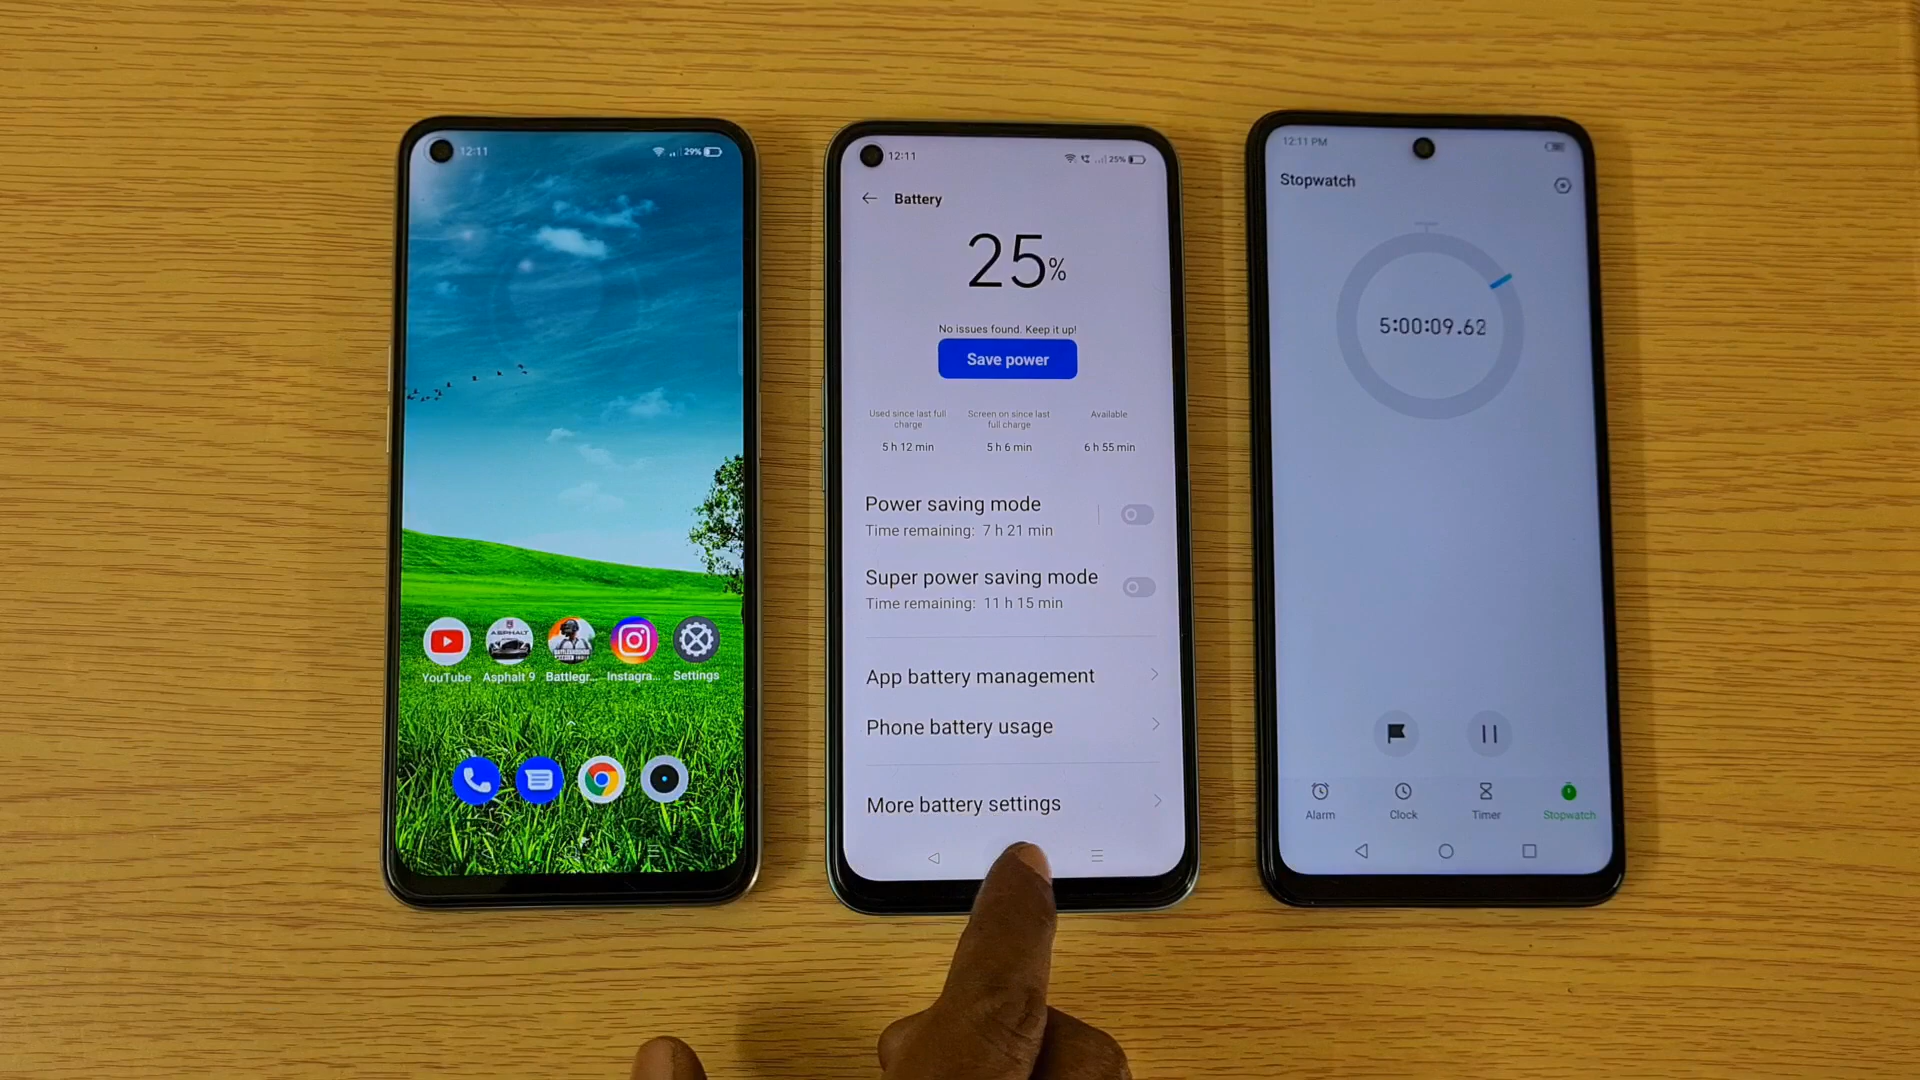 12:11
29%
YouTube
Asphalt 9
Battlegr...
Instagra...
Settings
12:11
25%
Battery
25%
No issues found. Keep it up!
Save power
Used since last full charge
Screen on since last full charge
Available
5 h 12 min
5 h 6 min
6 h 55 min
Power saving mode
Time remaining: 7 h 21 min
Super power saving mode
Time remaining: 11 h 15 min
App battery management
Phone battery usage
More battery settings
12:11 PM
Stopwatch
5:00:09.62
Alarm
Clock
Timer
Stopwatch